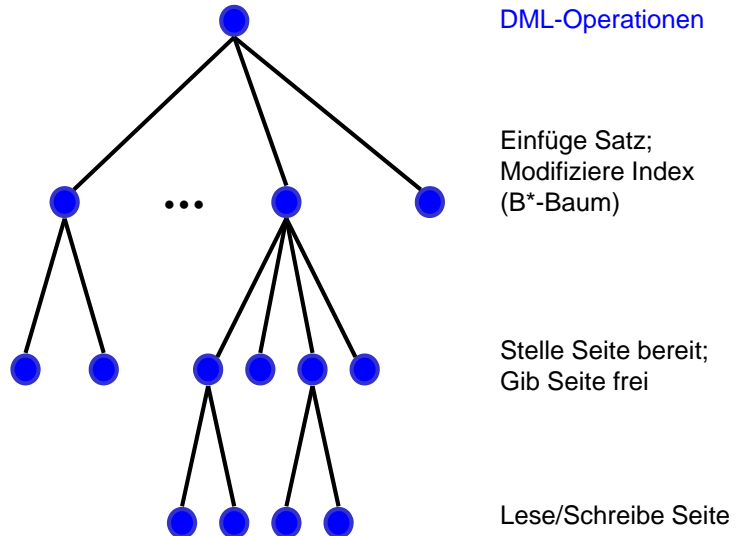 DML-Operationen
Einfüge Satz;
Modifiziere Index
(B*-Baum)
...
Stelle Seite bereit;
Gib Seite frei
Lese/Schreibe Seite